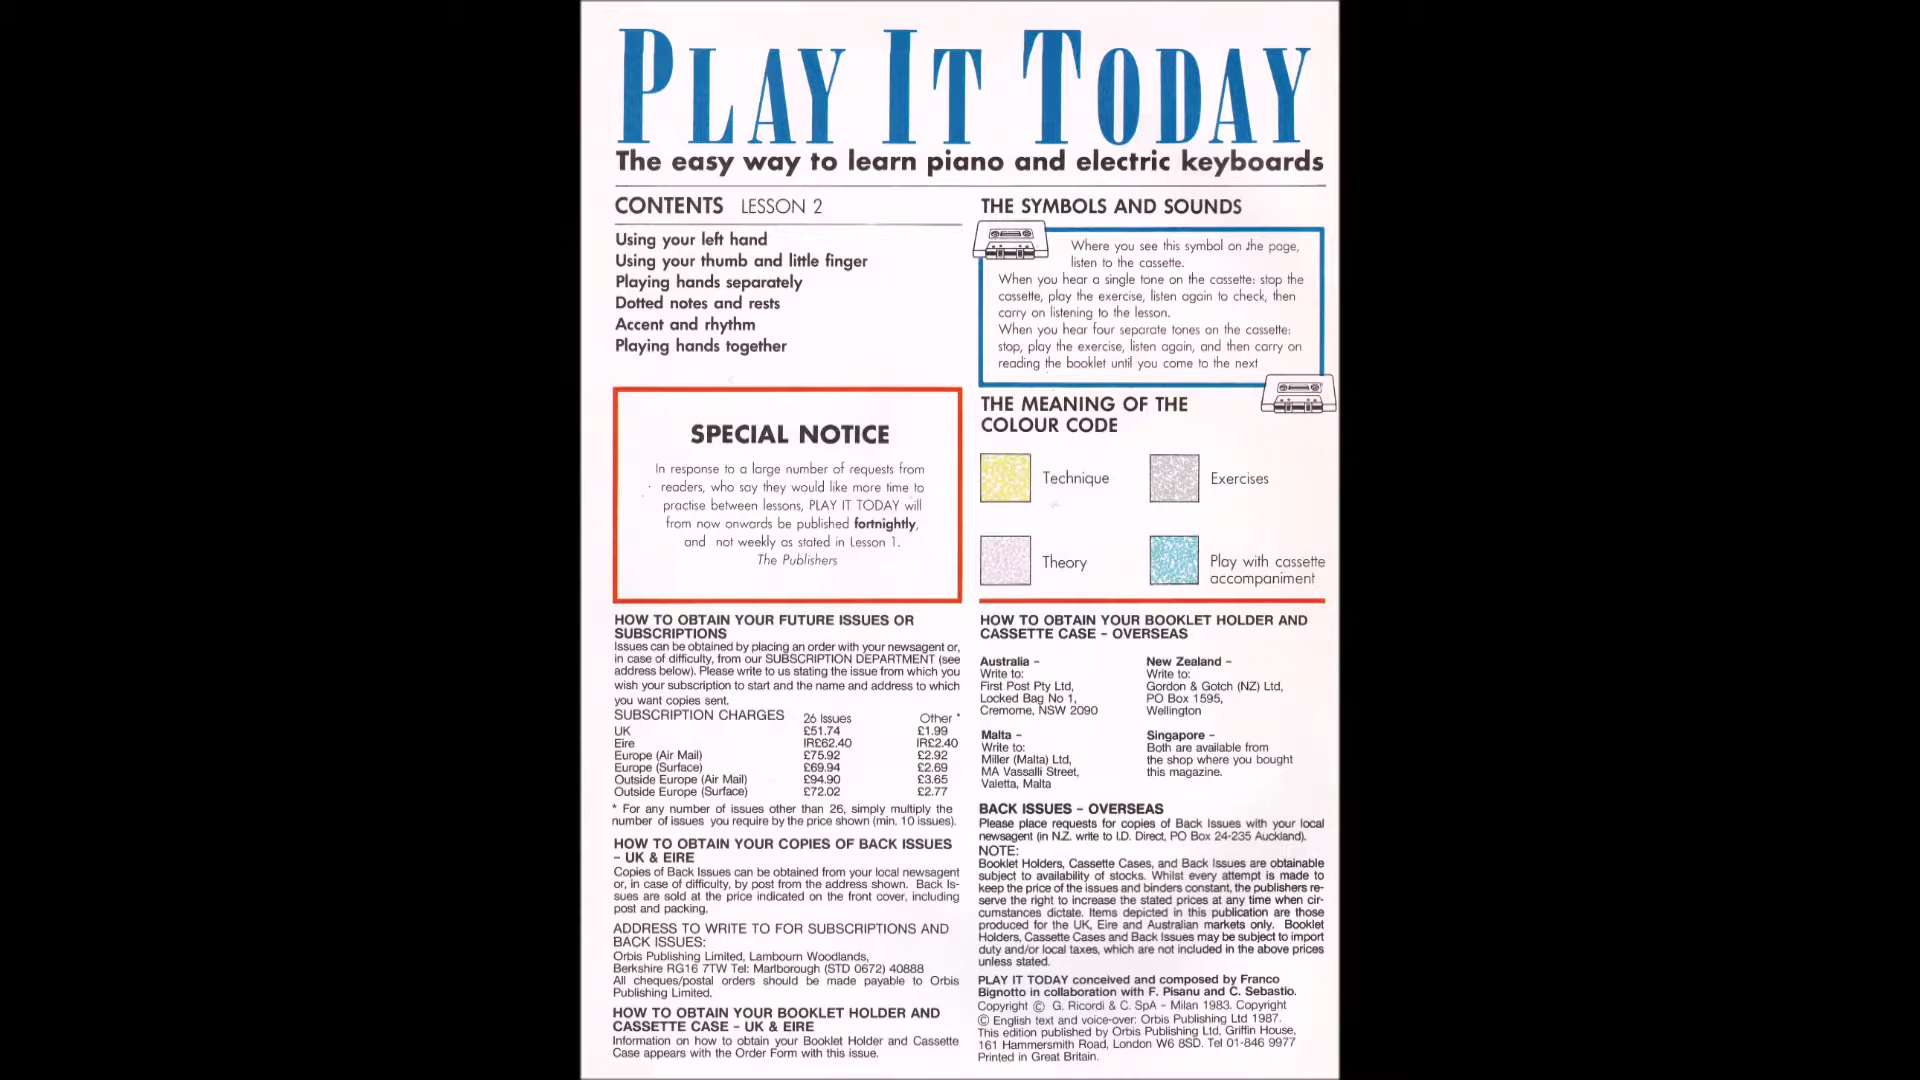 PLAY IT TODAY
The easy way to learn piano and electric keyboards
CONTENTS LESSON 2
Using your left hand
Using your thumb and little finger
Playing hands separately
Dotted notes and rests
Accent and rhythm
Playing hands together
SPECIAL NOTICE
In response to a large number of requests from
readers, who say they would like more time to
practise between lessons, PLAY IT TODAY will
from now onwards be published fortnightly,
and not weekly as stated in Lesson 1.
The Publishers
HOW TO OBTAIN YOUR FUTURE ISSUES OR
SUBSCRIPTIONS
Issues can be obtained by placing an order with your newsagent or,
in case of difficulty, from our SUBSCRIPTION DEPARTMENT (see
address below). Please write to us stating the issue from which you
wish your subscription to start and the name and address to which
you want copies sent.
SUBSCRIPTION CHARGES 26 Issues Other *
UK £51.74 £1.99
Eire IR£62.40 IR£2.40
Europe (Air Mail) £75.92 £2.92
Europe (Surface) £69.94 £2.69
Outside Europe (Air Mail) £94.90 £3.65
Outside Europe (Surface) £72.02 £2.77
* For any number of issues other than 26, simply multiply the
number of issues you require by the price shown (min. 10 issues).
HOW TO OBTAIN YOUR COPIES OF BACK ISSUES
– UK & EIRE
Copies of Back Issues can be obtained from your local newsagent
or, in case of difficulty, by post from the address shown. Back Is-
sues are sold at the price indicated on the front cover, including
post and packing.
ADDRESS TO WRITE TO FOR SUBSCRIPTIONS AND
BACK ISSUES:
Orbis Publishing Limited, Lambourn Woodlands,
Berkshire RG16 7TW Tel: Marlborough (STD 0672) 40888
All cheques/postal orders should be made payable to Orbis
Publishing Limited.
HOW TO OBTAIN YOUR BOOKLET HOLDER AND
CASSETTE CASE – UK & EIRE
Information on how to obtain your Booklet Holder and Cassette
Case appears with the Order Form with this issue.
THE SYMBOLS AND SOUNDS
Where you see this symbol on the page,
listen to the cassette.
When you hear a single tone on the cassette: stop the
cassette, play the exercise, listen again to check, then
carry on listening to the lesson.
When you hear four separate tones on the cassette:
stop, play the exercise, listen again, and then carry on
reading the booklet until you come to the next
THE MEANING OF THE
COLOUR CODE
Technique Exercises
Theory Play with cassette
accompaniment
HOW TO OBTAIN YOUR BOOKLET HOLDER AND
CASSETTE CASE – OVERSEAS
Australia –
Write to:
First Post Pty Ltd,
Locked Bag No 1,
Cremorne, NSW 2090
New Zealand –
Write to:
Gordon & Gotch (NZ) Ltd,
PO Box 1595,
Wellington
Malta –
Write to:
Miller (Malta) Ltd,
MA Vassalli Street,
Valetta, Malta
Singapore –
Both are available from
the shop where you bought
this magazine.
BACK ISSUES – OVERSEAS
Please place requests for copies of Back Issues with your local
newsagent (in N.Z. write to I.D. Direct, PO Box 24-235 Auckland).
NOTE:
Booklet Holders, Cassette Cases, and Back Issues are obtainable
subject to availability of stocks. Whilst every attempt is made to
keep the price of the issues and binders constant, the publishers re-
serve the right to increase the stated prices at any time when cir-
cumstances dictate. Items depicted in this publication are those
produced for the UK, Eire and Australian markets only. Booklet
Holders, Cassette Cases and Back Issues may be subject to import
duty and/or local taxes, which are not included in the above prices
unless stated.
PLAY IT TODAY conceived and composed by Franco
Bignotto in collaboration with F. Pisanu and C. Sebastio.
Copyright © G. Ricordi & C. SpA – Milan 1983. Copyright
© English text and voice-over: Orbis Publishing Ltd 1987.
This edition published by Orbis Publishing Ltd, Griffin House,
161 Hammersmith Road, London W6 8SD. Tel 01-846 9977
Printed in Great Britain.